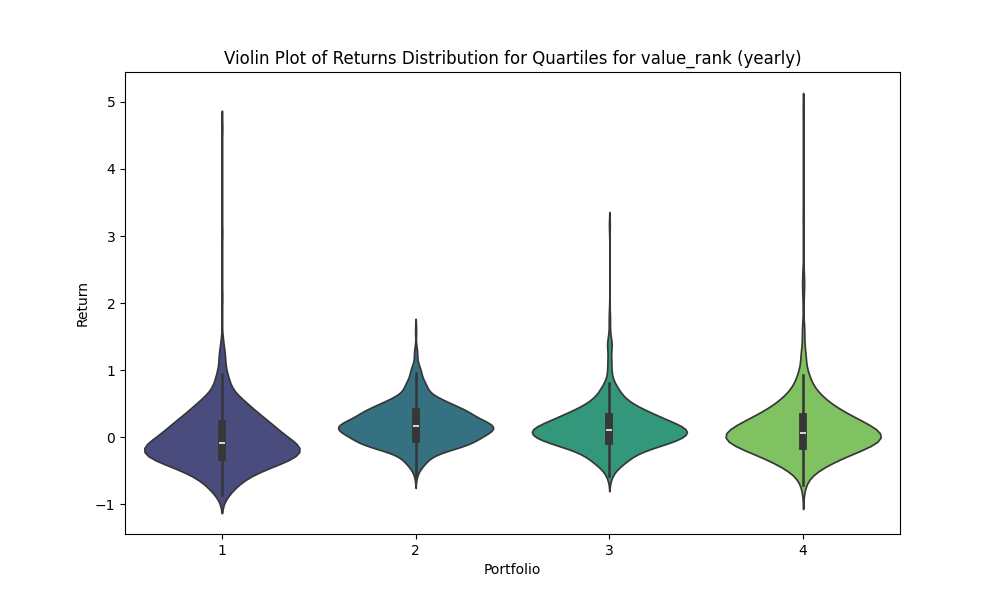 Violin Plot of Returns Distribution for Quartiles for value_rank (yearly)
5
4
3
2
1
0
−1
Return
1 2 3 4
Portfolio